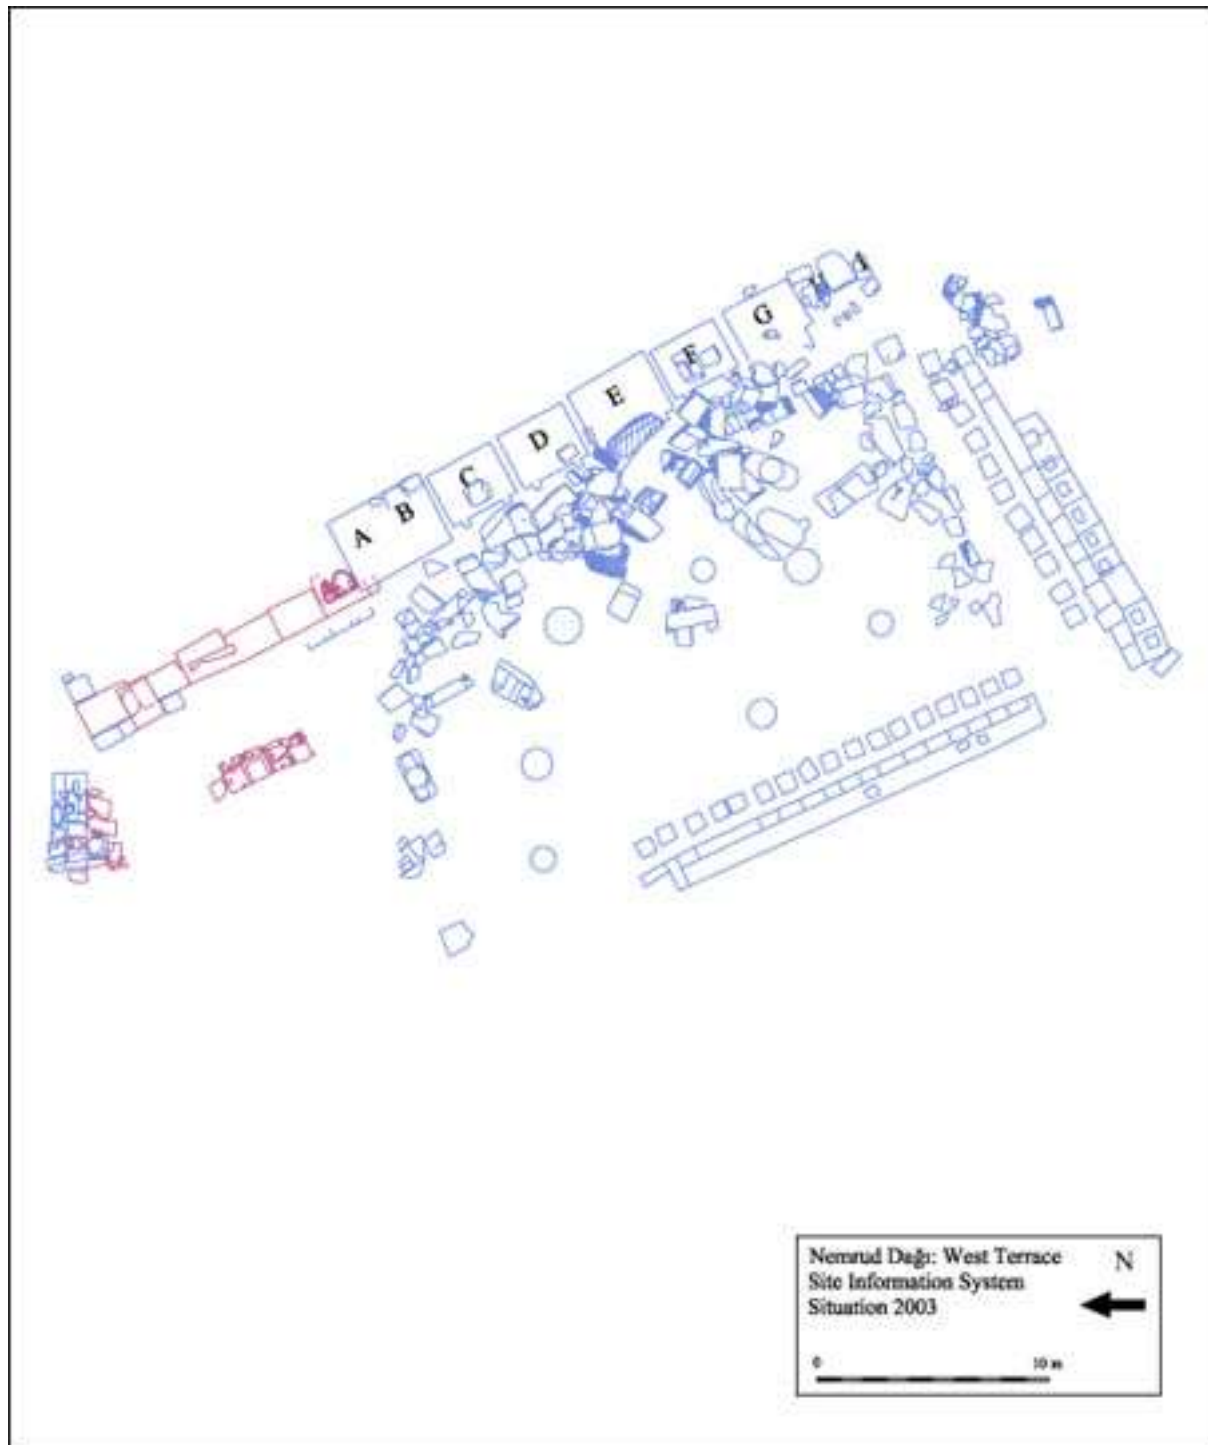 I
H
G
F
E
D
C
B
A
Nemrud Dağı: West Terrace
Site Information System
Situation 2003
N
0 10 m